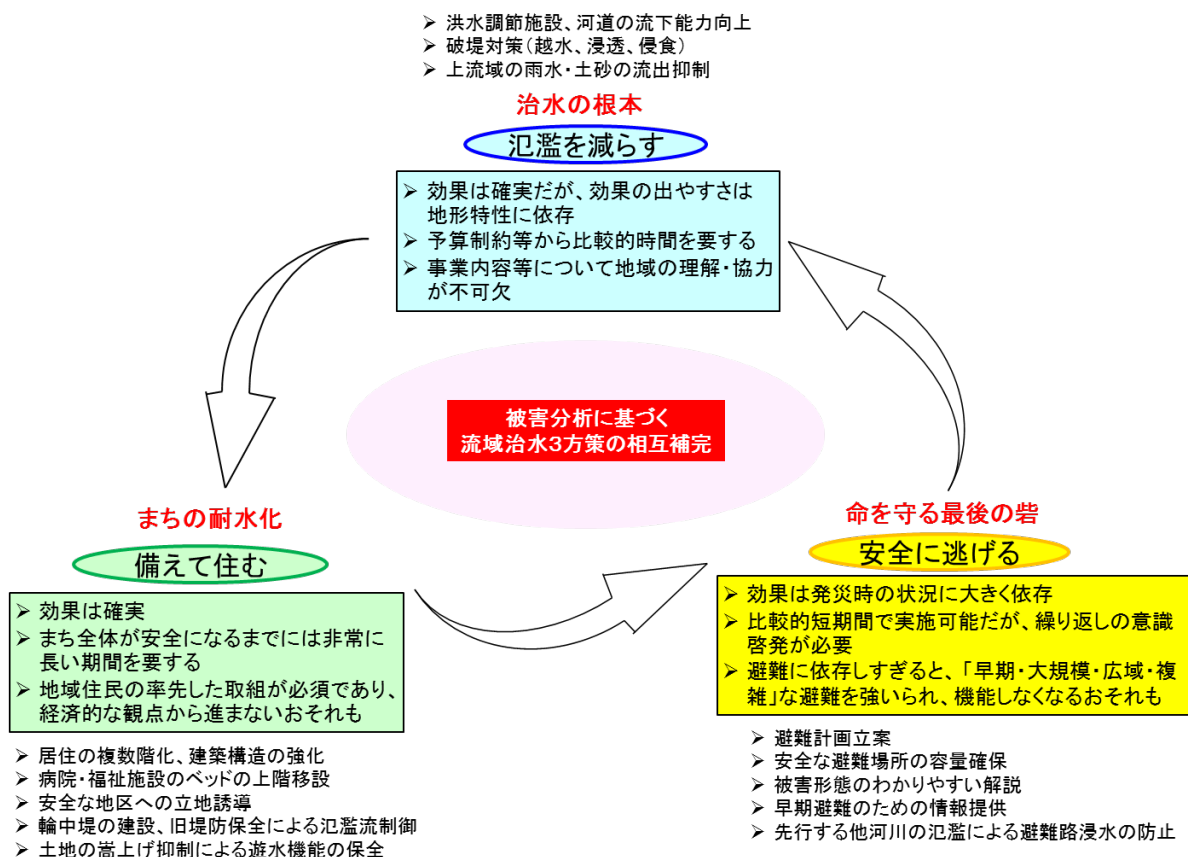 ➢ 洪水調節施設、河道の流下能力向上
➢ 破堤対策(越水、浸透、侵食)
➢ 上流域の雨水・土砂の流出抑制
治水の根本
氾濫を減らす
➢ 効果は確実だが、効果の出やすさは
地形特性に依存
➢ 予算制約等から比較的時間を要する
➢ 事業内容等について地域の理解・協力
が不可欠
被害分析に基づく
流域治水3方策の相互補完
まちの耐水化
備えて住む
➢ 効果は確実
➢ まち全体が安全になるまでには非常に
長い期間を要する
➢ 地域住民の率先した取組が必須であり、
経済的な観点から進まないおそれも
➢ 居住の複数階化、建築構造の強化
➢ 病院・福祉施設のベッドの上階移設
➢ 安全な地区への立地誘導
➢ 輪中堤の建設、旧堤防保全による氾濫流制御
➢ 土地の嵩上げ抑制による遊水機能の保全
命を守る最後の砦
安全に逃げる
➢ 効果は発災時の状況に大きく依存
➢ 比較的短期間で実施可能だが、繰り返しの意識
啓発が必要
➢ 避難に依存しすぎると、「早期・大規模・広域・複
雑」な避難を強いられ、機能しなくなるおそれも
➢ 避難計画立案
➢ 安全な避難場所の容量確保
➢ 被害形態のわかりやすい解説
➢ 早期避難のための情報提供
➢ 先行する他河川の氾濫による避難路浸水の防止